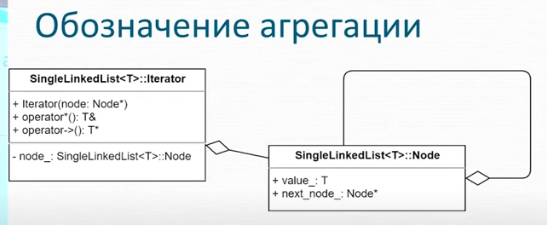 Обозначение агрегации
SingleLinkedList<T>::Iterator
+ Iterator(node: Node*)
+ operator*(): T&
+ operator->(): T*
- node_: SingleLinkedList<T>::Node
SingleLinkedList<T>::Node
+ value_: T
+ next_node_: Node*